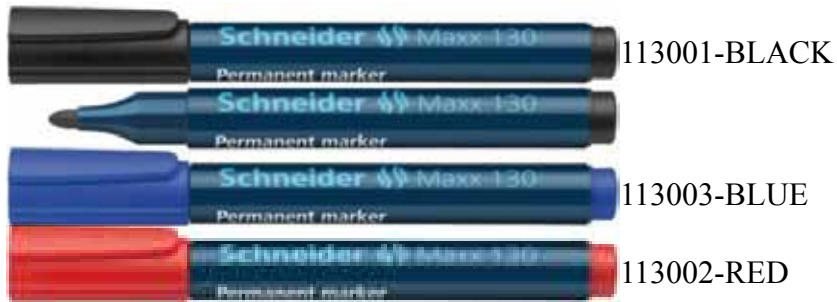 Schneider Maxx 130
113001-BLACK
Permanent marker
Schneider Maxx 130
Permanent marker
Schneider Maxx 130
113003-BLUE
Permanent marker
Schneider Maxx 130
113002-RED
Permanent marker